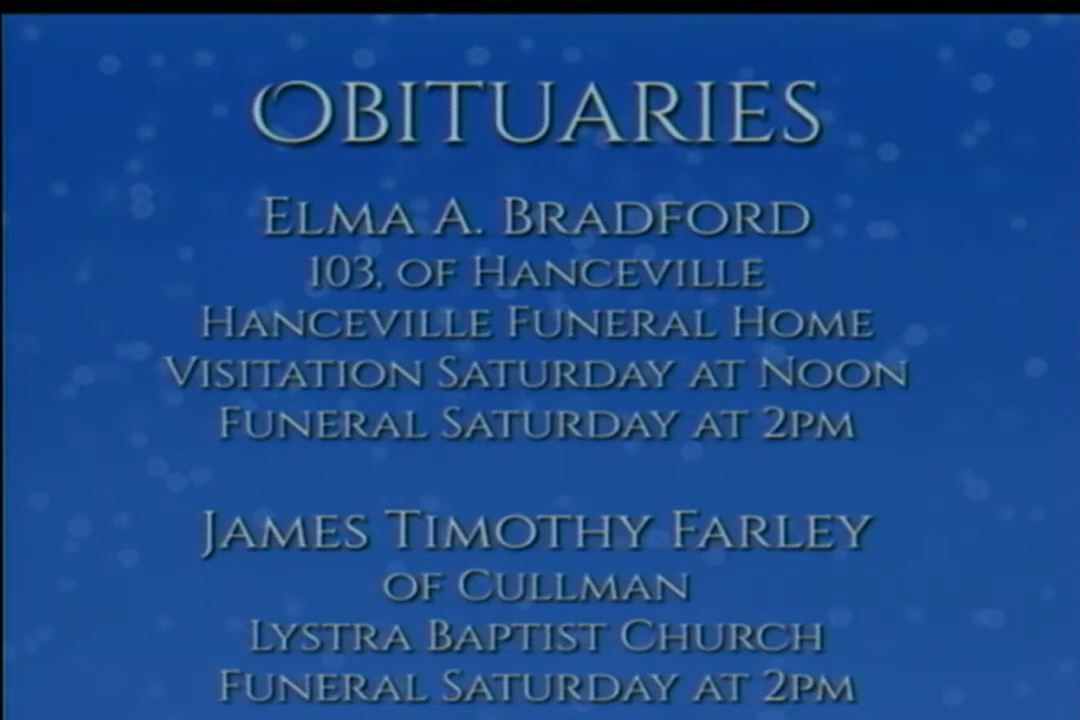 Obituaries
Elma A. Bradford
103, of Hanceville
Hanceville Funeral Home
Visitation Saturday at Noon
Funeral Saturday at 2pm
James Timothy Farley
of Cullman
Lystra Baptist Church
Funeral Saturday at 2pm